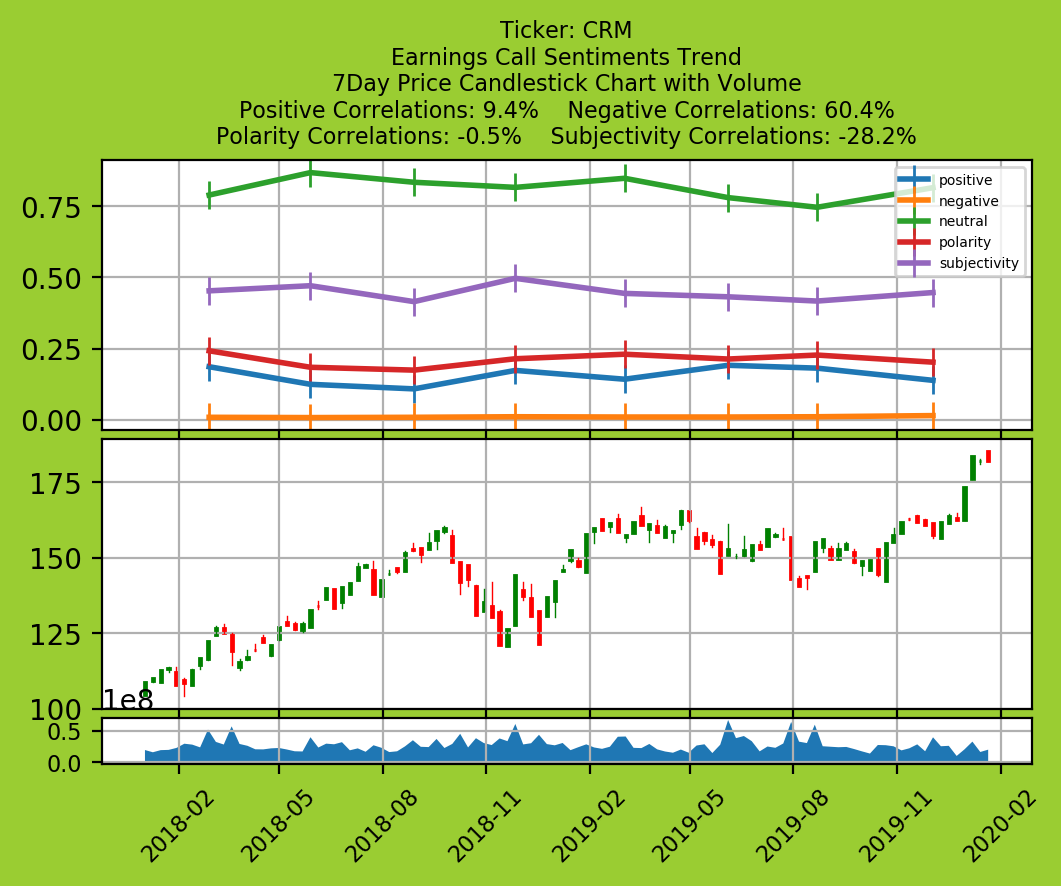 Ticker: CRM
Earnings Call Sentiments Trend
7Day Price Candlestick Chart with Volume
Positive Correlations: 9.4%    Negative Correlations: 60.4%
Polarity Correlations: -0.5%    Subjectivity Correlations: -28.2%
positive
negative
neutral
polarity
subjectivity
0.75
0.50
0.25
0.00
175
150
125
100
1e8
0.5
0.0
2018-02
2018-05
2018-08
2018-11
2019-02
2019-05
2019-08
2019-11
2020-02